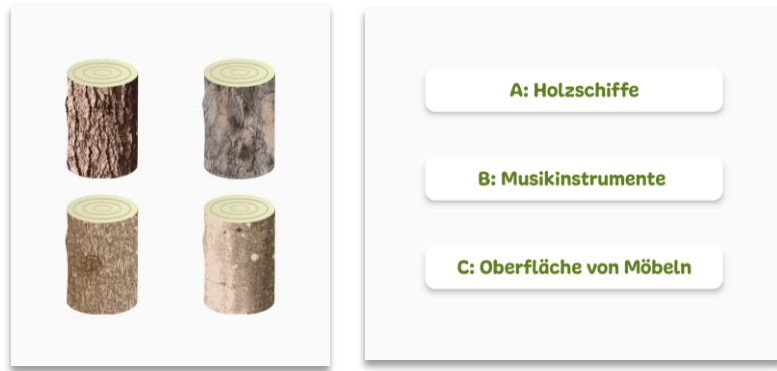 A: Holzschiffe
B: Musikinstrumente
C: Oberfläche von Möbeln